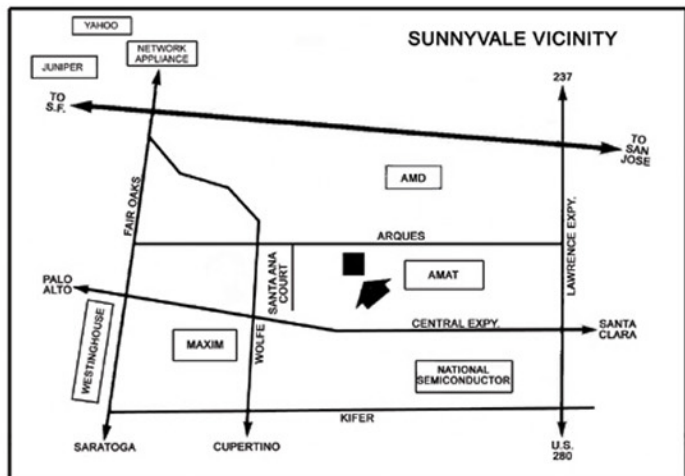 YAHOO
SUNNYVALE VICINITY
NETWORK
APPLIANCE
JUNIPER
237
TO
S.F.
TO
SAN
JOSE
AMD
FAIR OAKS
ARQUES
LAWRENCE EXPY.
SANTA ANA
COURT
AMAT
PALO
ALTO
CENTRAL EXPY.
SANTA
CLARA
WESTINGHOUSE
MAXIM
WOLFE
NATIONAL
SEMICONDUCTOR
KIFER
SARATOGA
CUPERTINO
U.S.
280